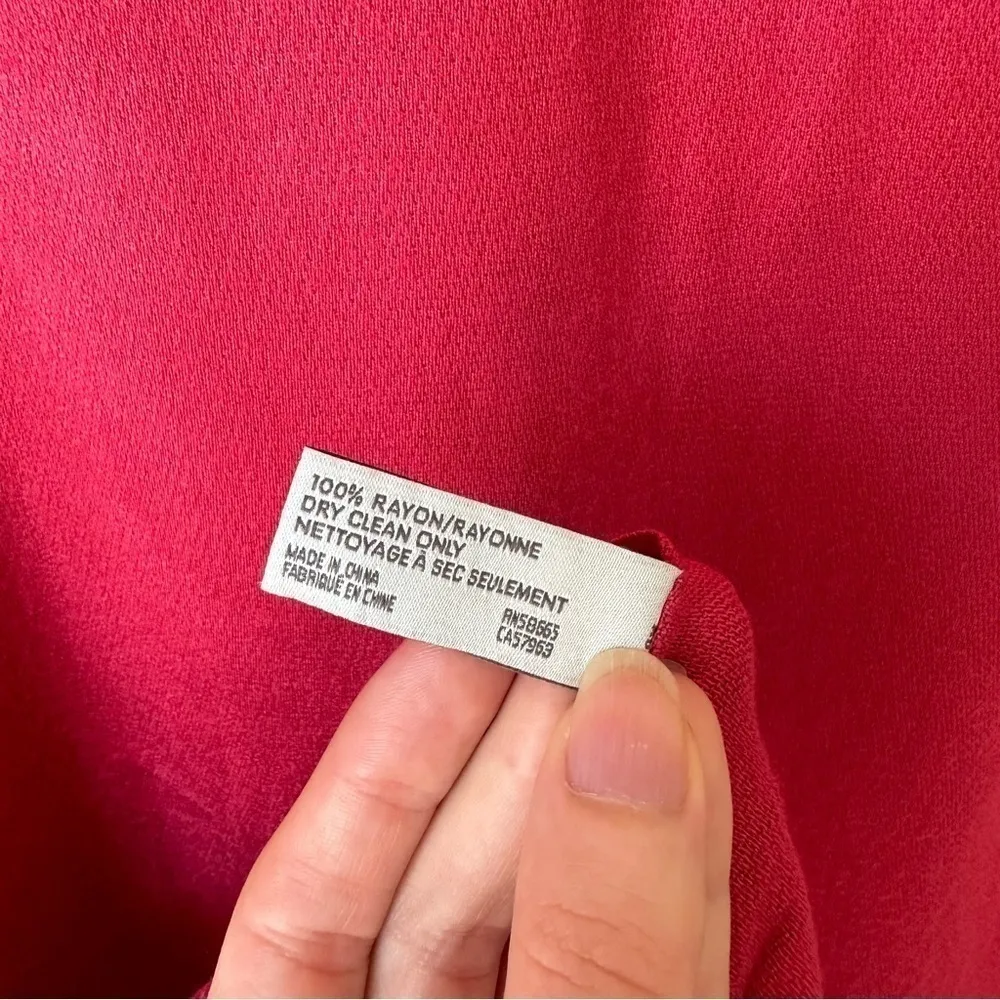 100% RAYON/RAYONNE
DRY CLEAN ONLY
NETTOYAGE À SEC SEULEMENT
MADE IN CHINA
FABRIQUÉ EN CHINE
RN58665
CA57963